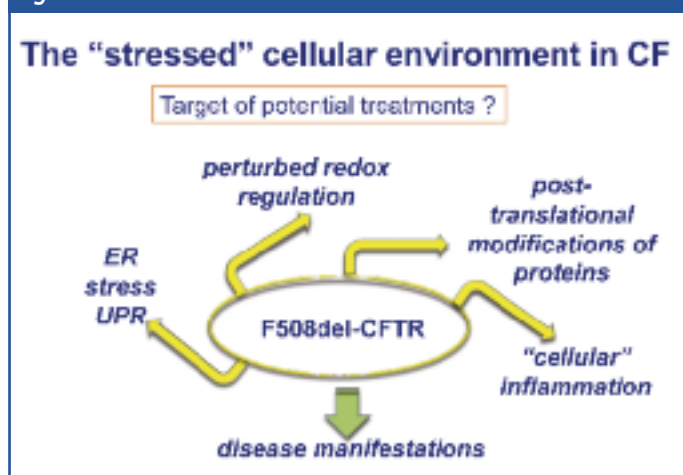 The “stressed” cellular environment in CF
Target of potential treatments ?
perturbed redox
regulation
post-
translational
modifications of
proteins
ER
stress
UPR
F508del-CFTR
“cellular”
inflammation
disease manifestations